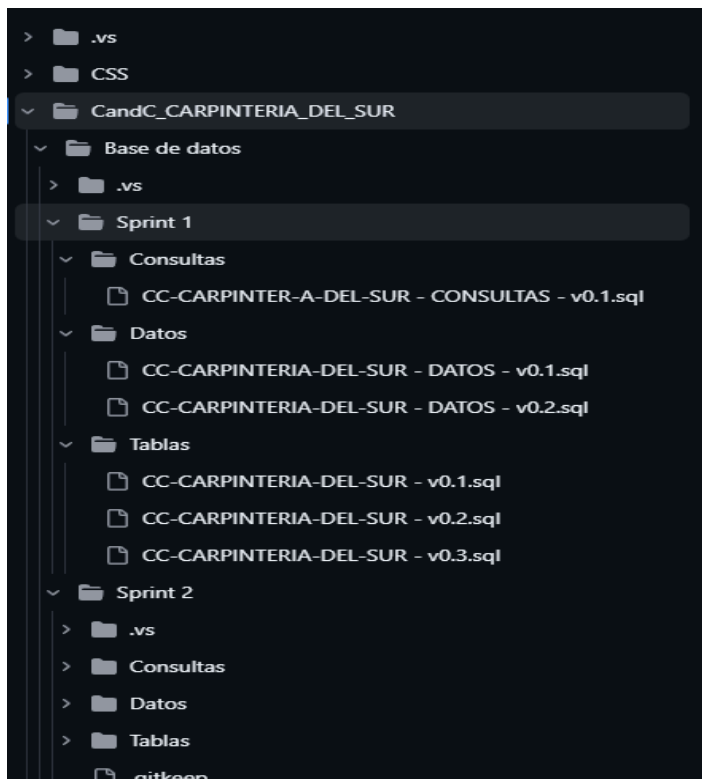 .vs
CSS
CandC_CARPINTERIA_DEL_SUR
Base de datos
.vs
Sprint 1
Consultas
CC-CARPINTER-A-DEL-SUR - CONSULTAS - v0.1.sql
Datos
CC-CARPINTERIA-DEL-SUR - DATOS - v0.1.sql
CC-CARPINTERIA-DEL-SUR - DATOS - v0.2.sql
Tablas
CC-CARPINTERIA-DEL-SUR - v0.1.sql
CC-CARPINTERIA-DEL-SUR - v0.2.sql
CC-CARPINTERIA-DEL-SUR - v0.3.sql
Sprint 2
.vs
Consultas
Datos
Tablas
.gitkeep